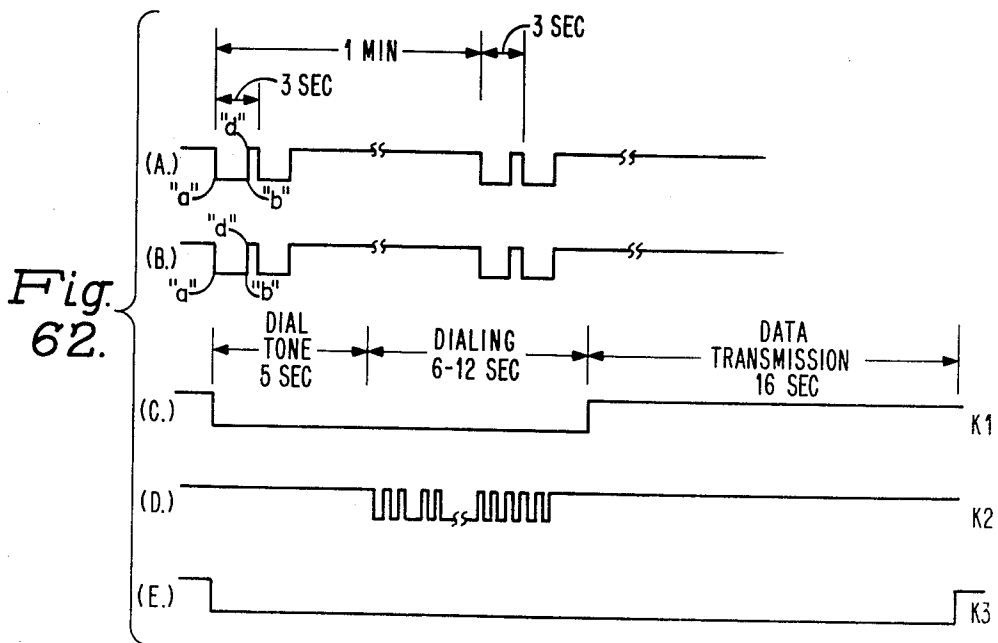 3 SEC
1 MIN
3 SEC
"d"
(A.)
"a"
"b"
"d"
(B.)
"a"
"b"
Fig.
62.
DIAL
TONE
5 SEC
DIALING
6-12 SEC
DATA
TRANSMISSION
16 SEC
(C.)
K1
(D.)
K2
(E.)
K3